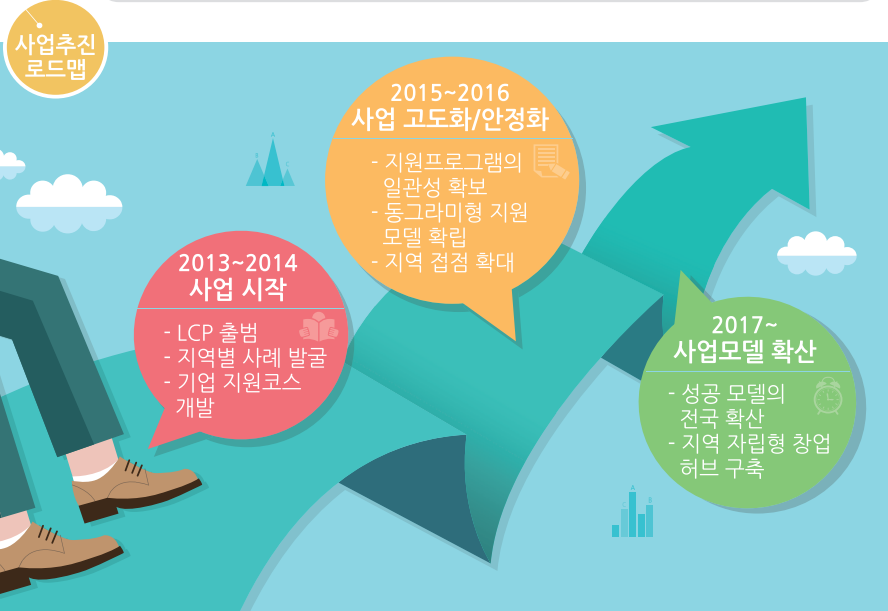 사업추진
로드맵
2013~2014
사업 시작
- LCP 출범
- 지역별 사례 발굴
- 기업 지원코스
개발
2015~2016
사업 고도화/안정화
- 지원프로그램의
일관성 확보
- 동그라미형 지원
모델 확립
- 지역 접점 확대
2017~
사업모델 확산
- 성공 모델의
전국 확산
- 지역 자립형 창업
허브 구축